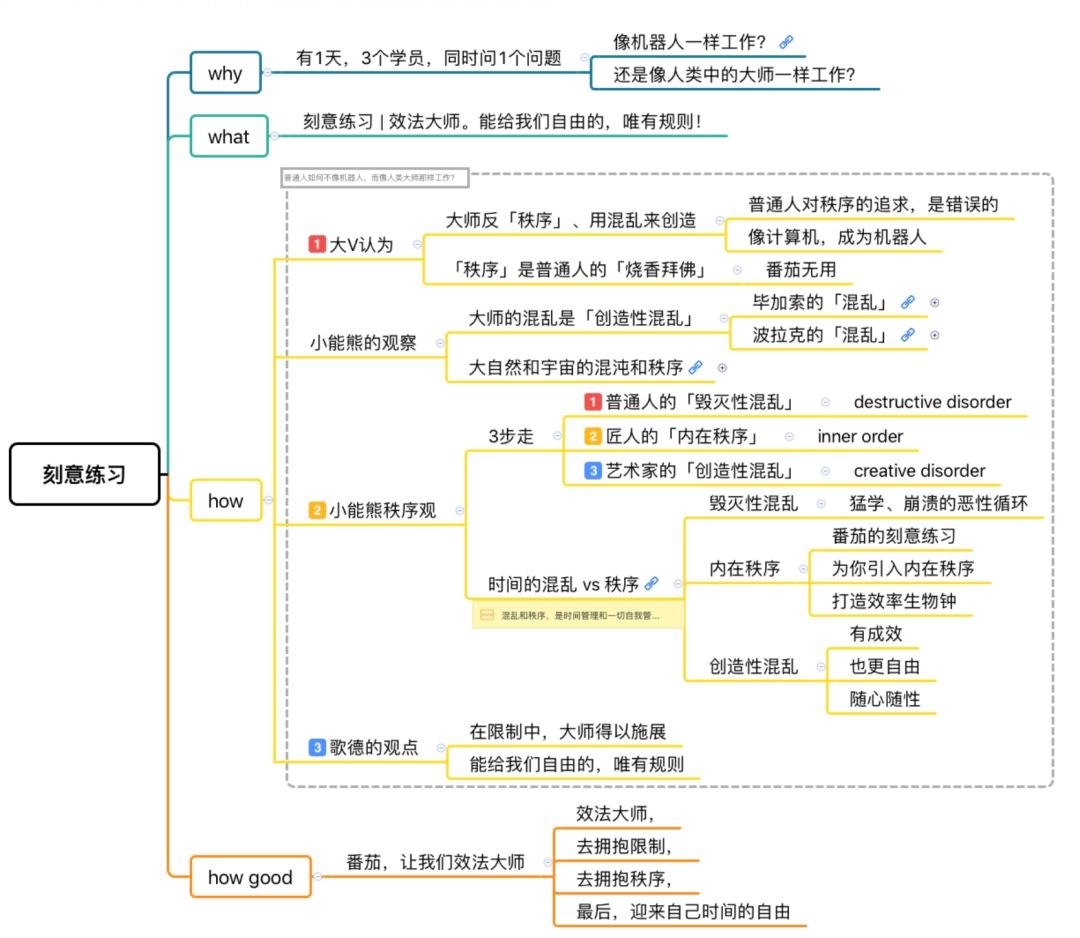 刻意练习
why
有1天，3个学员，同时问1个问题
像机器人一样工作？
还是像人类中的大师一样工作？
what
刻意练习 | 效法大师。能给我们自由的，唯有规则！
how
普通人如何不像机器人，而像人类大师那样工作？
1 大V认为
大师反「秩序」、用混乱来创造
普通人对秩序的追求，是错误的
像计算机，成为机器人
「秩序」是普通人的「烧香拜佛」
番茄无用
小能熊的观察
大师的混乱是「创造性混乱」
毕加索的「混乱」
波拉克的「混乱」
大自然和宇宙的混沌和秩序
2 小能熊秩序观
3步走
1 普通人的「毁灭性混乱」
destructive disorder
2 匠人的「内在秩序」
inner order
3 艺术家的「创造性混乱」
creative disorder
时间的混乱 vs 秩序
混乱和秩序、是时间管理和一切自我管...
毁灭性混乱
猛学、崩溃的恶性循环
内在秩序
番茄的刻意练习
为你引入内在秩序
打造效率生物钟
创造性混乱
有成效
也更自由
随心随性
3 歌德的观点
在限制中，大师得以施展
能给我们自由的，唯有规则
how good
番茄，让我们效法大师
效法大师，
去拥抱限制，
去拥抱秩序，
最后，迎来自己时间的自由